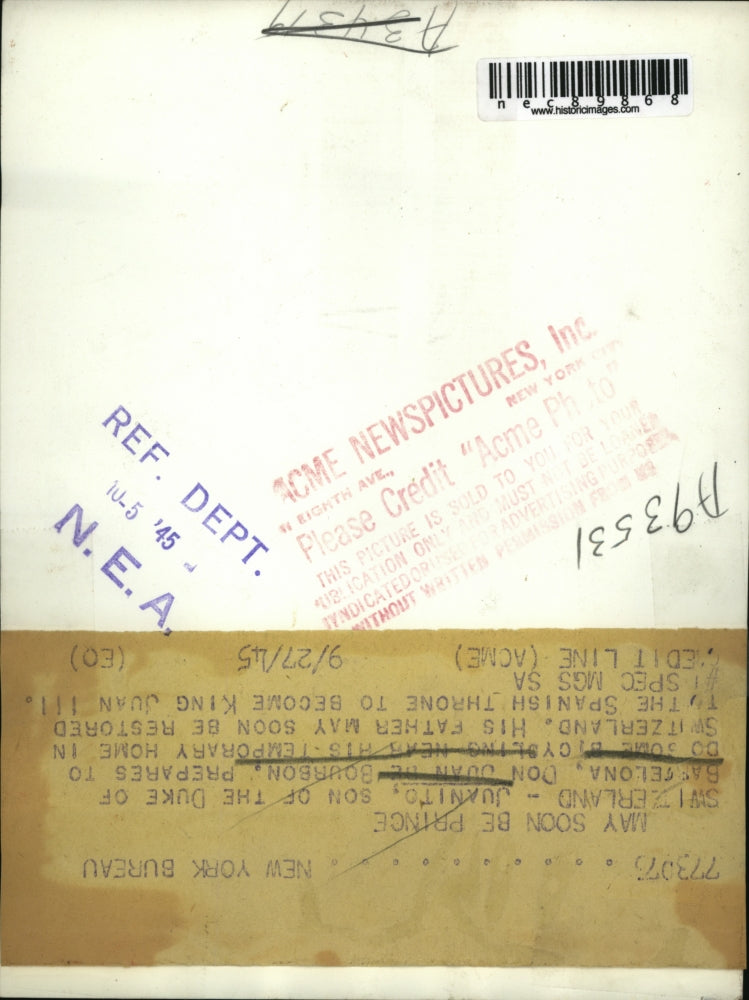 A34319
nec89868
www.historicimages.com
ACME NEWSPICTURES, Inc.
EIGHTH AVE., NEW YORK CITY
Please Credit "Acme Photo"
THIS PICTURE IS SOLD TO YOU FOR YOUR
PUBLICATION ONLY AND MUST NOT BE LOANED
SYNDICATED OR USED FOR ADVERTISING PURPOSES
WITHOUT WRITTEN PERMISSION FROM
REF. DEPT.
10-5 '45
N. E. A.
A93531
773073 . . . . . . . . . . . . NEW YORK BUREAU
MAY SOON BE PRINCE
SWITZERLAND - JUANITO, SON OF THE DUKE OF
BARCELONA, DON JUAN DE BOURBON, PREPARES TO
DO SOME BICYCLING NEAR HIS TEMPORARY HOME IN
SWITZERLAND. HIS FATHER MAY SOON BE RESTORED
TO THE SPANISH THRONE TO BECOME KING JUAN III.
#1 SPEC MGS SA
CREDIT LINE (ACME) 9/27/45 (EQ)